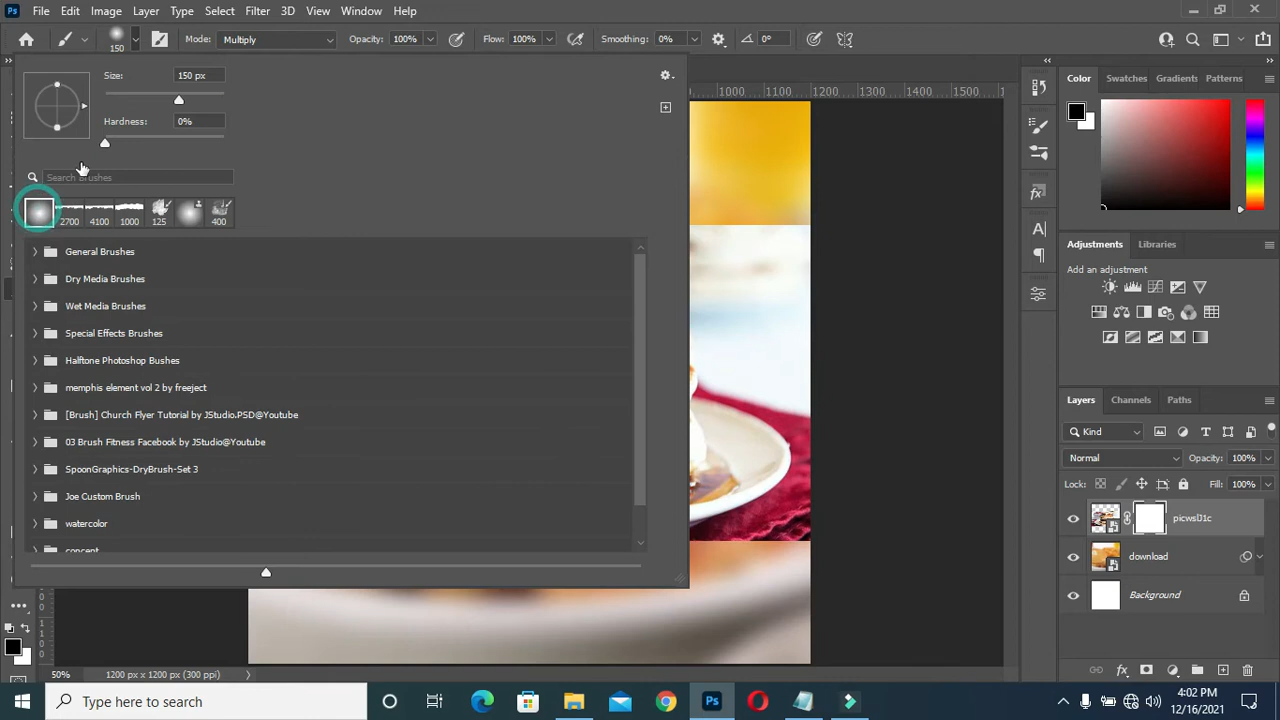 Ps File Edit Image Layer Type Select Filter 3D View Window Help
150 Mode: Multiply Opacity: 100% Flow: 100% Smoothing: 0% 0°
Size: 150 px
Hardness: 0%
Search Brushes
2700 4100 1000 125 400
General Brushes
Dry Media Brushes
Wet Media Brushes
Special Effects Brushes
Halftone Photoshop Bushes
memphis element vol 2 by freeject
[Brush] Church Flyer Tutorial by JStudio.PSD@Youtube
03 Brush Fitness Facebook by JStudio@Youtube
SpoonGraphics-DryBrush-Set 3
Joe Custom Brush
watercolor
concept
1000 1100 1200 1300 1400 1500
Color Swatches Gradients Patterns
Adjustments Libraries
Add an adjustment
Layers Channels Paths
Kind
Normal Opacity: 100%
Lock: Fill: 100%
download
Background
50% 1200 px x 1200 px (300 ppi)
Type here to search
Ps
4:02 PM
12/16/2021